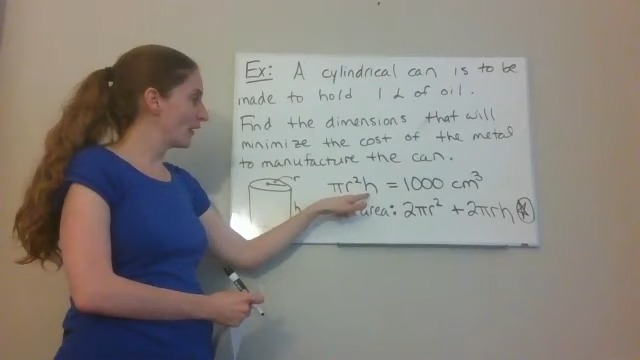 Ex: A cylindrical can is to be
made to hold 1 L of oil.
Find the dimensions that will
minimize the cost of the metal
to manufacture the can.
r
πr²h = 1000 cm³
h
area: 2πr² + 2πrh *